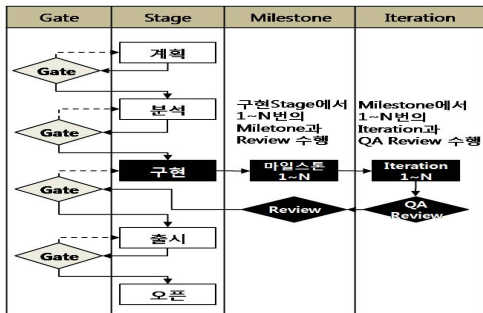 Gate Stage Milestone Iteration
계획
Gate
분석
Gate
구현Stage에서
1~N번의
Miletone과
Review 수행
Milestone에서
1~N번의
Iteration과
QA Review 수행
구현
마일스톤
1~N
Iteration
1~N
Gate
Review
QA
Review
출시
Gate
오픈